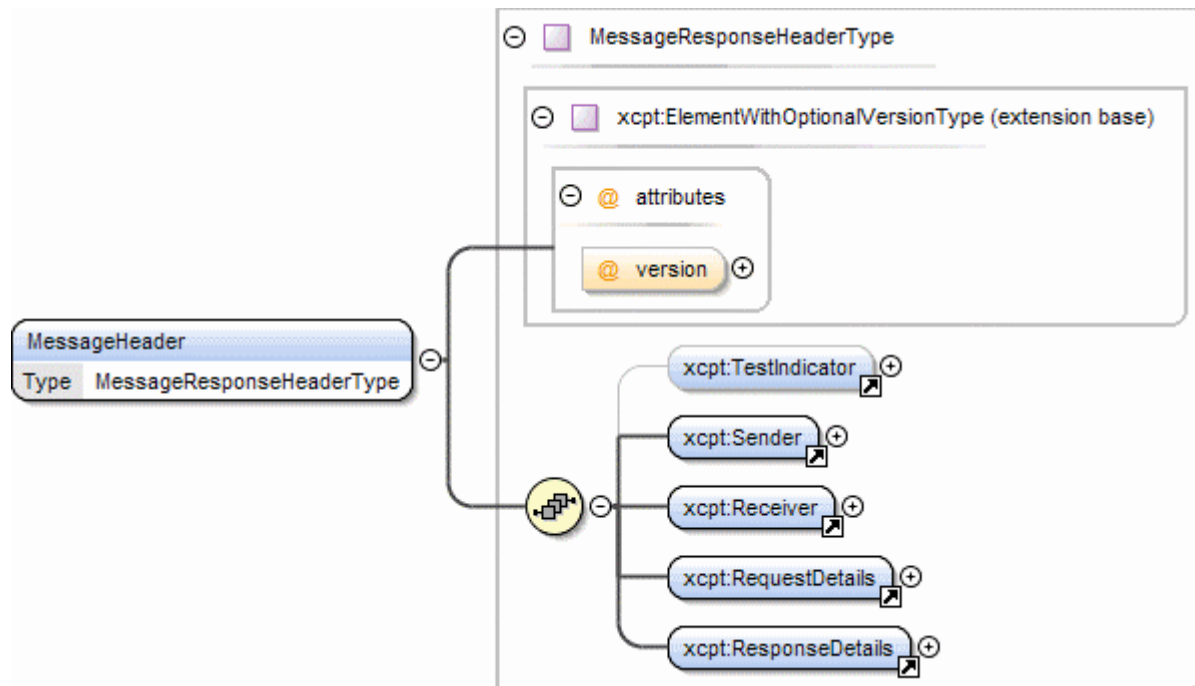 MessageResponseHeaderType
xcpt:ElementWithOptionalVersionType (extension base)
@ attributes
@ version
MessageHeader
Type MessageResponseHeaderType
xcpt:TestIndicator
xcpt:Sender
xcpt:Receiver
xcpt:RequestDetails
xcpt:ResponseDetails